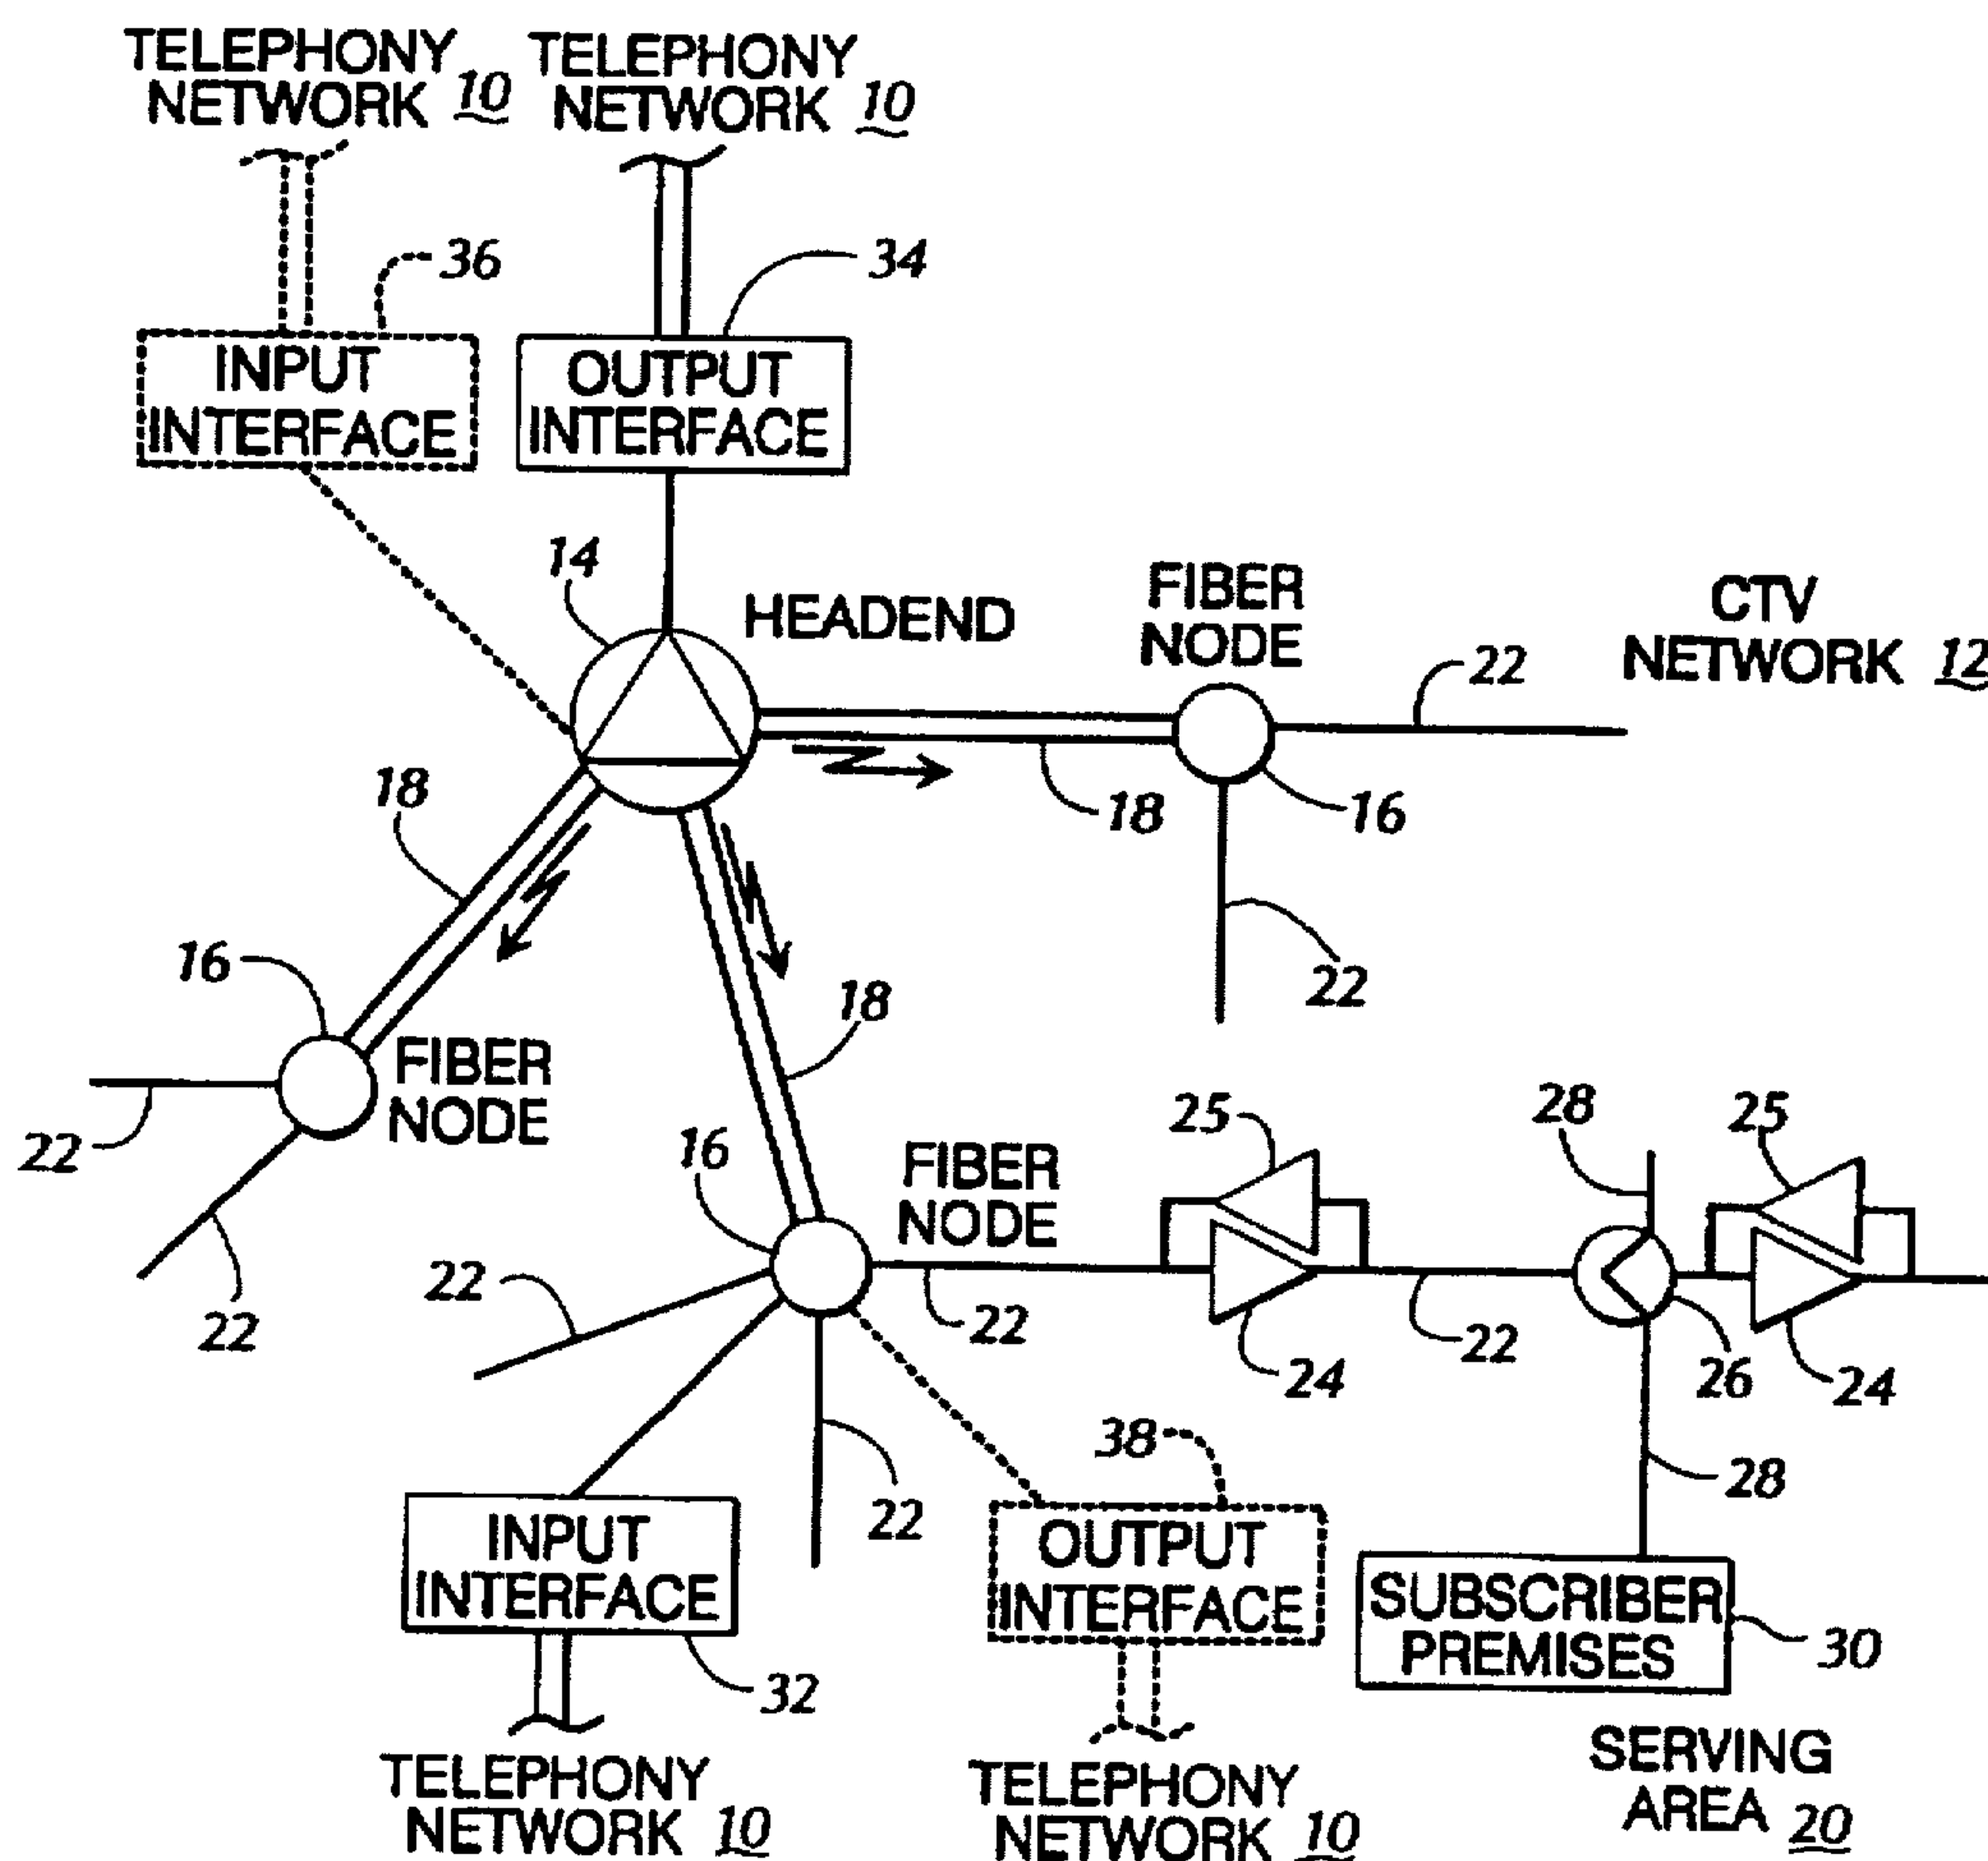 TELEPHONY
NETWORK 10
TELEPHONY
NETWORK 10
36
34
INPUT
INTERFACE
OUTPUT
INTERFACE
14
HEADEND
FIBER
NODE
CTV
NETWORK 12
22
18
18
16
22
16
18
FIBER
NODE
22
22
16
FIBER
NODE
25
28
25
22
22
24
22
26
24
38
28
22
INPUT
INTERFACE
OUTPUT
INTERFACE
SUBSCRIBER
PREMISES
30
32
TELEPHONY
NETWORK 10
TELEPHONY
NETWORK 10
SERVING
AREA 20